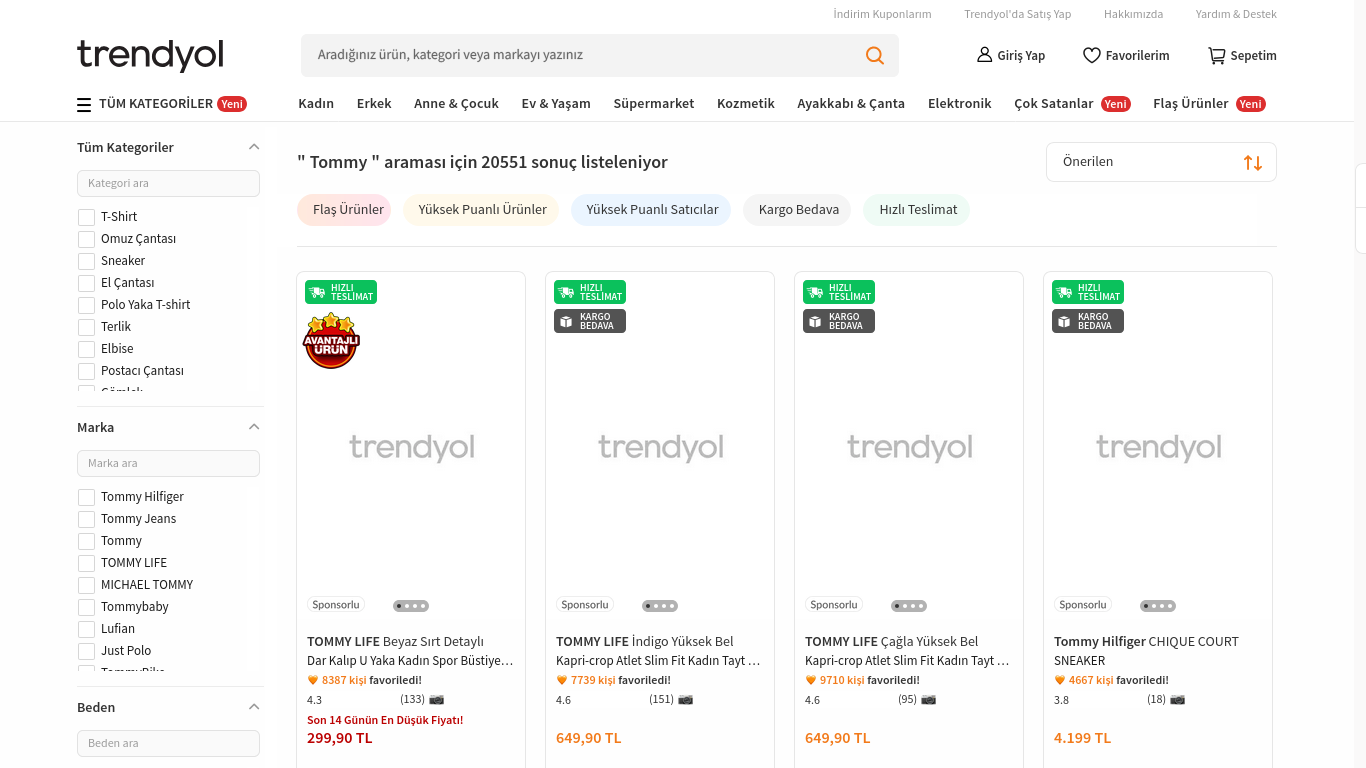 İndirim Kuponlarım Trendyol'da Satış Yap Hakkımızda Yardım & Destek
trendyol
Aradığınız ürün, kategori veya markayı yazınız
Giriş Yap Favorilerim Sepetim
TÜM KATEGORİLER Yeni Kadın Erkek Anne & Çocuk Ev & Yaşam Süpermarket Kozmetik Ayakkabı & Çanta Elektronik Çok Satanlar Yeni Flaş Ürünler Yeni
Tüm Kategoriler
Kategori ara
T-Shirt
Omuz Çantası
Sneaker
El Çantası
Polo Yaka T-shirt
Terlik
Elbise
Postacı Çantası
Marka
Marka ara
Tommy Hilfiger
Tommy Jeans
Tommy
TOMMY LIFE
MICHAEL TOMMY
Tommybaby
Lufian
Just Polo
Beden
Beden ara
" Tommy " araması için 20551 sonuç listeleniyor
Önerilen
Flaş Ürünler Yüksek Puanlı Ürünler Yüksek Puanlı Satıcılar Kargo Bedava Hızlı Teslimat
HIZLI
TESLİMAT
AVANTAJLI
ÜRÜN
trendyol
Sponsorlu
TOMMY LIFE Beyaz Sırt Detaylı
Dar Kalıp U Yaka Kadın Spor Büstiye…
8387 kişi favoriledi!
4.3 (133)
Son 14 Günün En Düşük Fiyatı!
299,90 TL
HIZLI
TESLİMAT
KARGO
BEDAVA
trendyol
Sponsorlu
TOMMY LIFE İndigo Yüksek Bel
Kapri-crop Atlet Slim Fit Kadın Tayt …
7739 kişi favoriledi!
4.6 (151)
649,90 TL
HIZLI
TESLİMAT
KARGO
BEDAVA
trendyol
Sponsorlu
TOMMY LIFE Çağla Yüksek Bel
Kapri-crop Atlet Slim Fit Kadın Tayt …
9710 kişi favoriledi!
4.6 (95)
649,90 TL
HIZLI
TESLİMAT
KARGO
BEDAVA
trendyol
Sponsorlu
Tommy Hilfiger CHIQUE COURT
SNEAKER
4667 kişi favoriledi!
3.8 (18)
4.199 TL